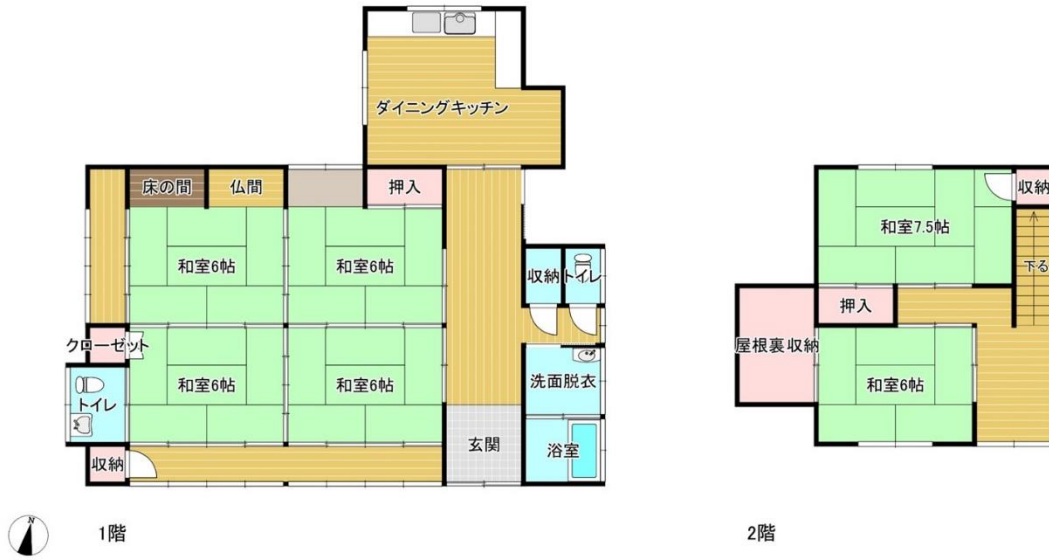 ダイニングキッチン
床の間
仏間
押入
和室6帖
和室6帖
収納
トイレ
クローゼット
和室6帖
和室6帖
洗面脱衣
トイレ
収納
玄関
浴室
N
1階
収納
和室7.5帖
下る
押入
屋根裏収納
和室6帖
2階